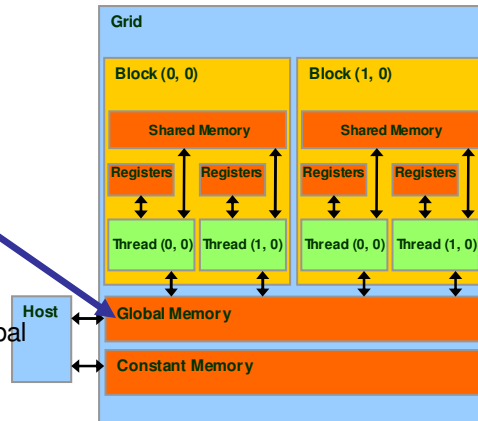 Grid
Block (0, 0) Block (1, 0)
Shared Memory Shared Memory
Registers Registers Registers Registers
Thread (0, 0) Thread (1, 0) Thread (0, 0) Thread (1, 0)
Host
Global Memory
Constant Memory